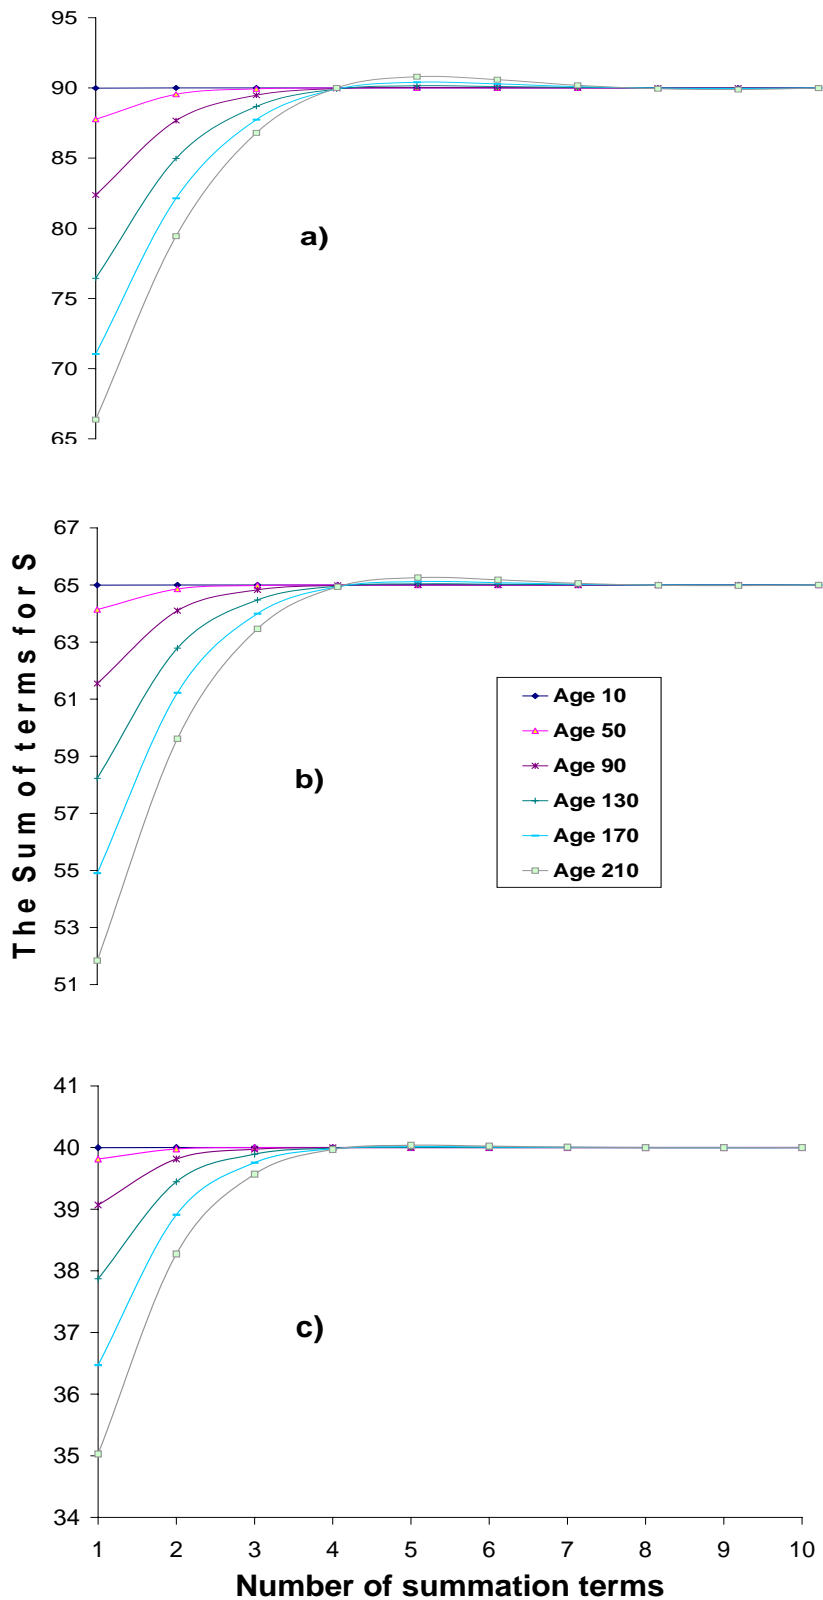 95
90
85
80
75
70
65
a)
The Sum of terms for S
67
65
63
61
59
57
55
53
51
b)
Age 10
Age 50
Age 90
Age 130
Age 170
Age 210
41
40
39
38
37
36
35
34
c)
1 2 3 4 5 6 7 8 9 10
Number of summation terms